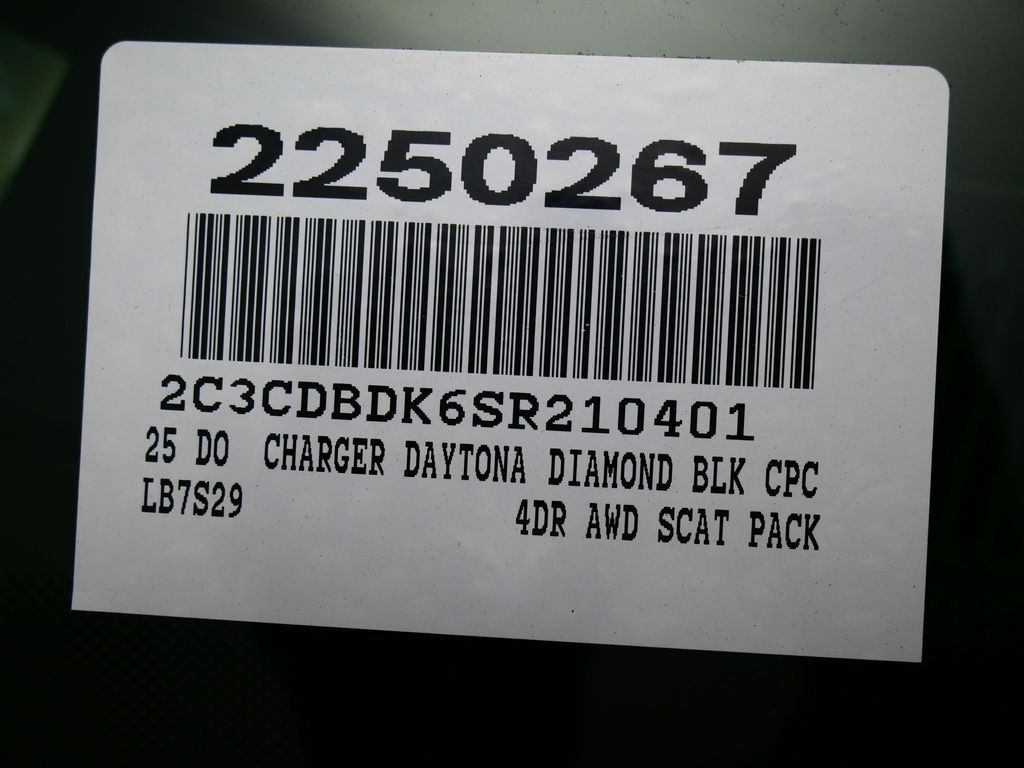 2250267
2C3CDBDK6SR210401
25 DO CHARGER DAYTONA DIAMOND BLK CPC
LB7S29 4DR AWD SCAT PACK